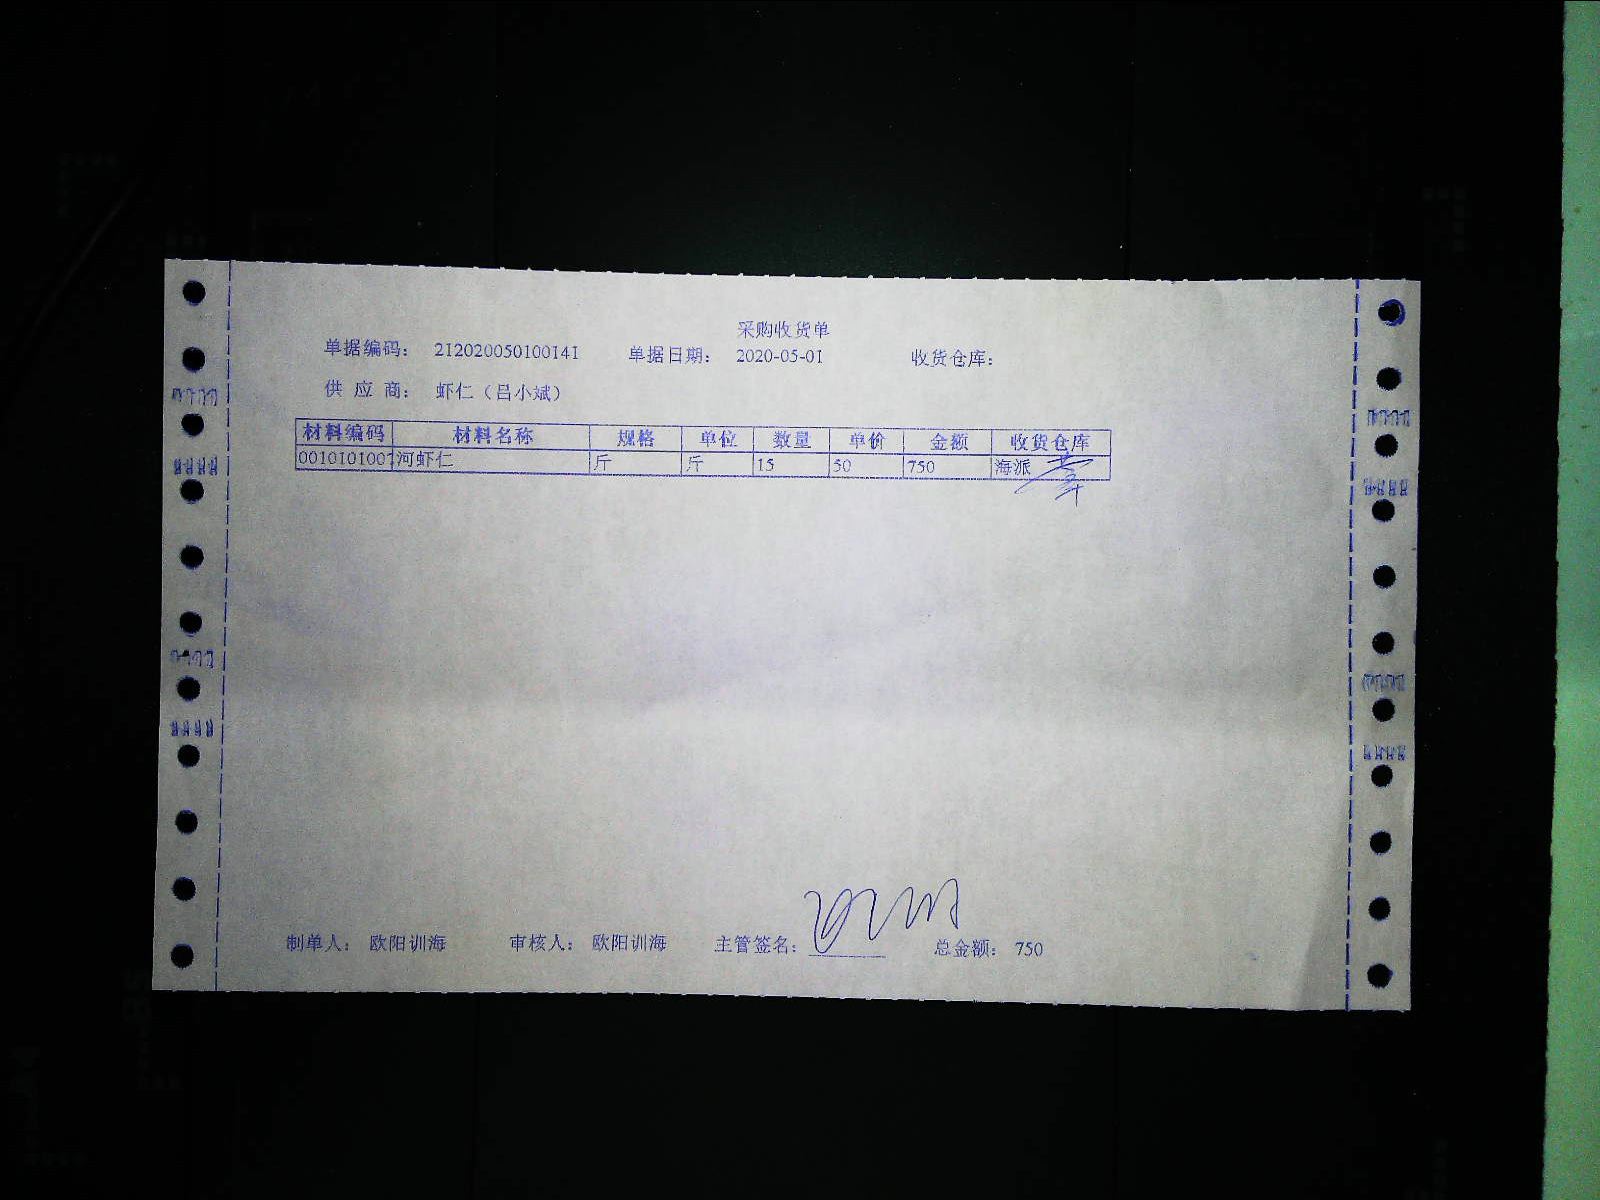 采购收货单
单据编码: 212020050100141 单据日期: 2020-05-01 收货仓库:
供 应 商: 虾仁（吕小斌）
材料编码 材料名称 规格 单位 数量 单价 金额 收货仓库
0010101007 河虾仁 斤 斤 15 50 750 海派
制单人: 欧阳训海 审核人: 欧阳训海 主管签名: 总金额: 750